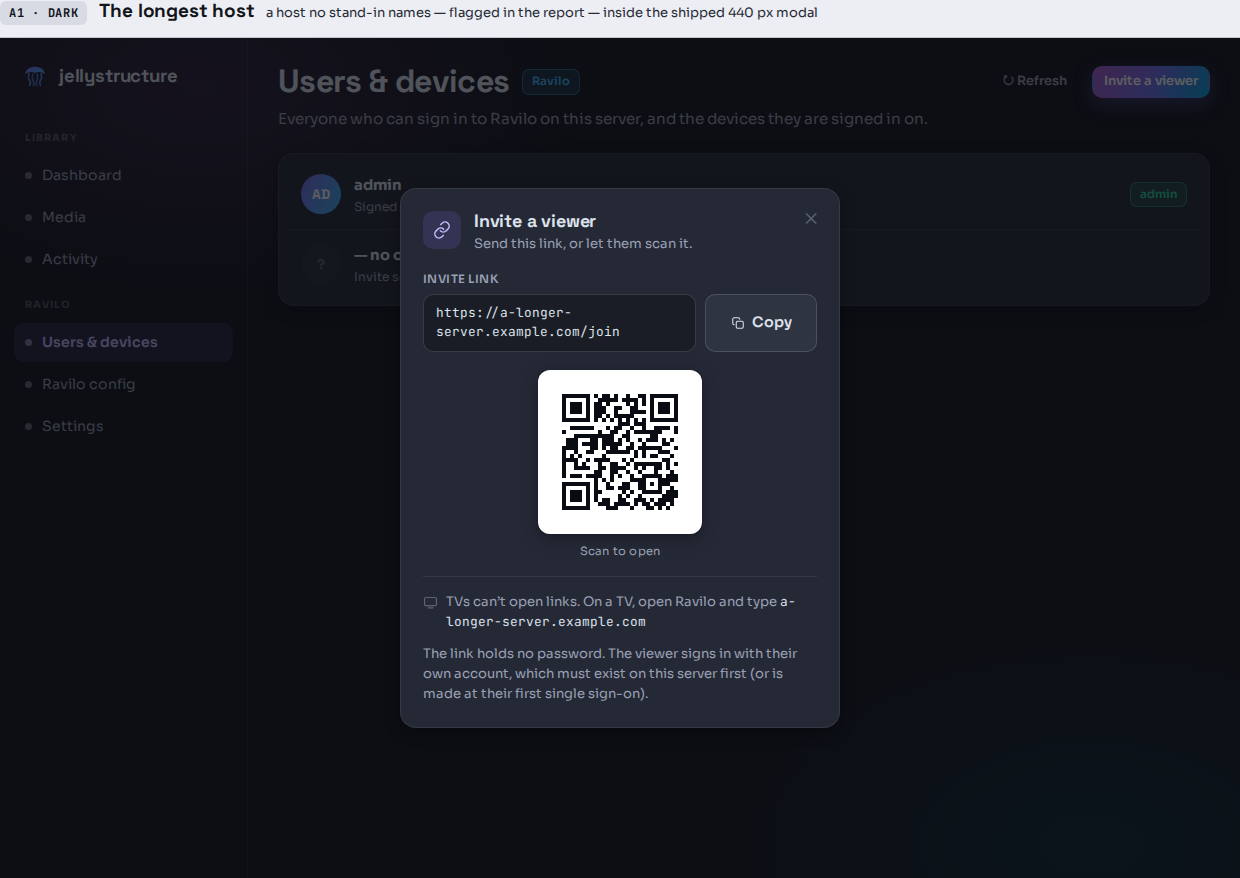 A1 · DARK The longest host a host no stand-in names — flagged in the report — inside the shipped 440 px modal
jellystructure
LIBRARY
Dashboard
Media
Activity
RAVILO
Users & devices
Ravilo config
Settings
Users & devices Ravilo
↻ Refresh
Invite a viewer
Everyone who can sign in to Ravilo on this server, and the devices they are signed in on.
AD
admin
Signed
admin
?
— no
Invite
Invite a viewer
Send this link, or let them scan it.
INVITE LINK
https://a-longer-
server.example.com/join
Copy
Scan to open
TVs can't open links. On a TV, open Ravilo and type a-
longer-server.example.com
The link holds no password. The viewer signs in with their
own account, which must exist on this server first (or is
made at their first single sign-on).